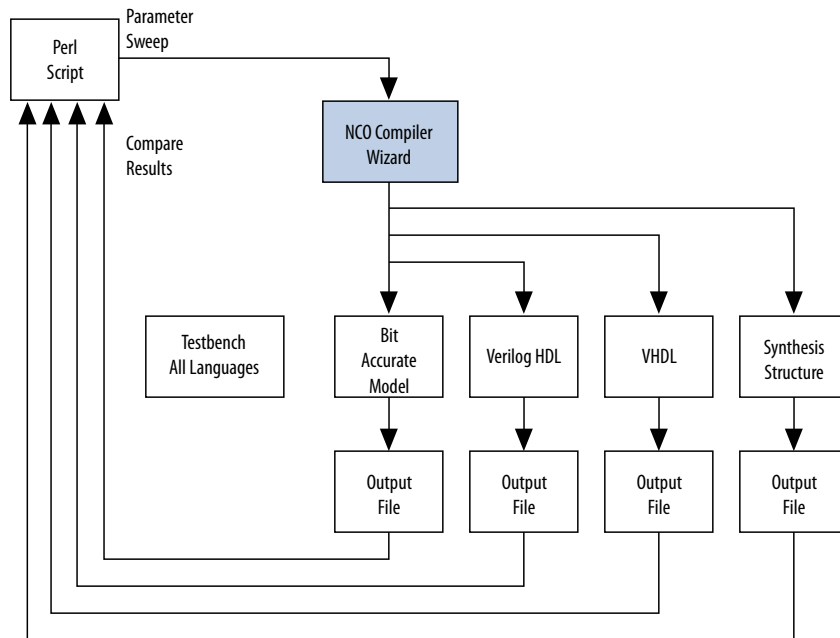 Parameter
Sweep
Perl
Script
NCO Compiler
Wizard
Compare
Results
Testbench
All Languages
Bit
Accurate
Model
Verilog HDL
VHDL
Synthesis
Structure
Output
File
Output
File
Output
File
Output
File